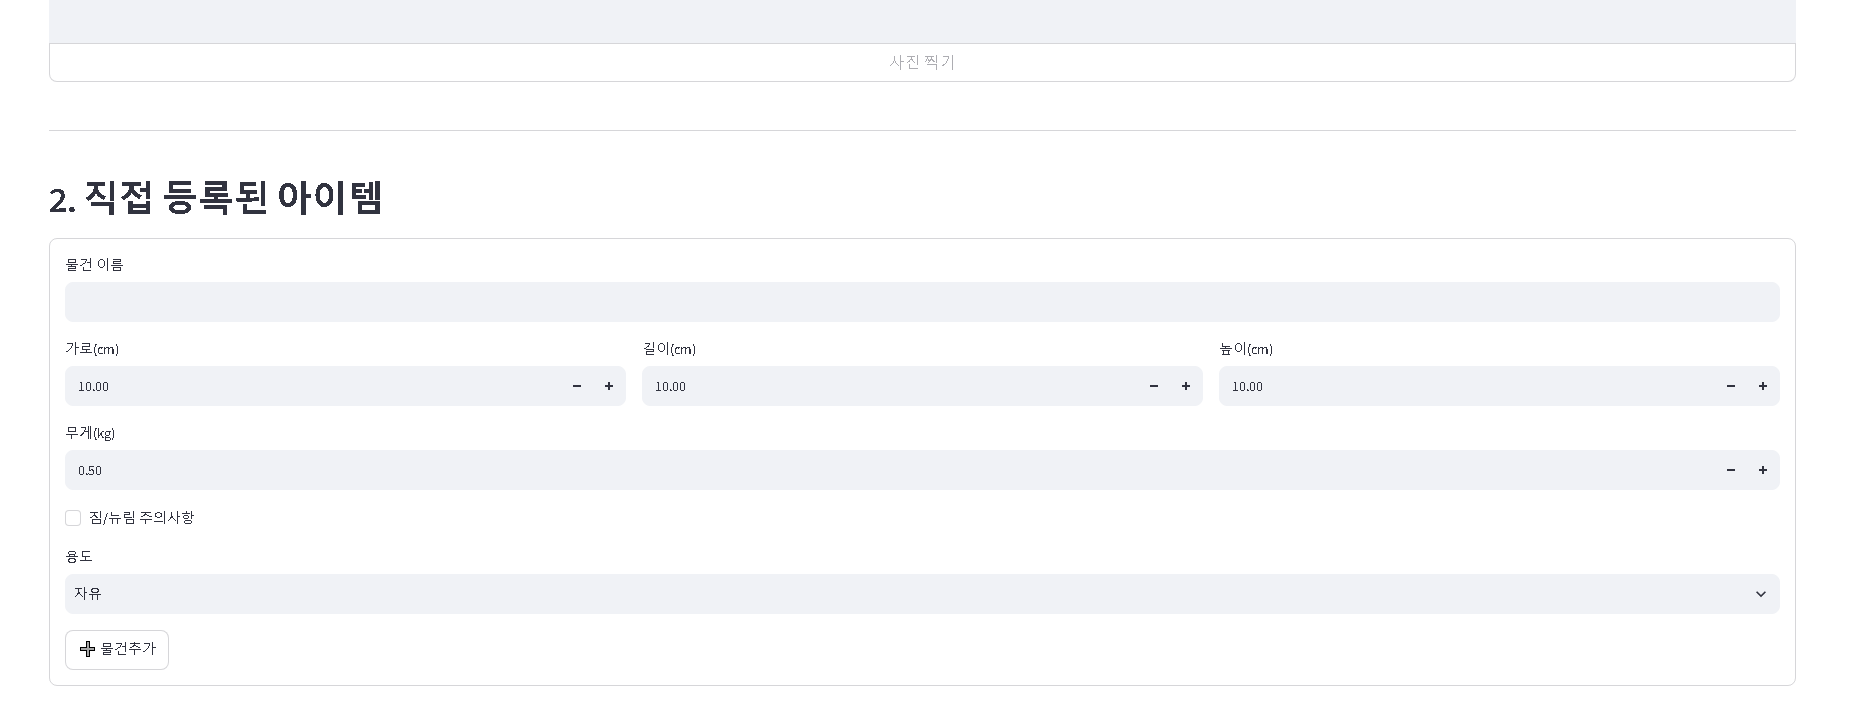 사진 찍기
2. 직접 등록된 아이템
물건 이름
가로(cm) 길이(cm) 높이(cm)
10.00 10.00 10.00
무게(kg)
0.50
짐/뉴림 주의사항
용도
자유
물건추가